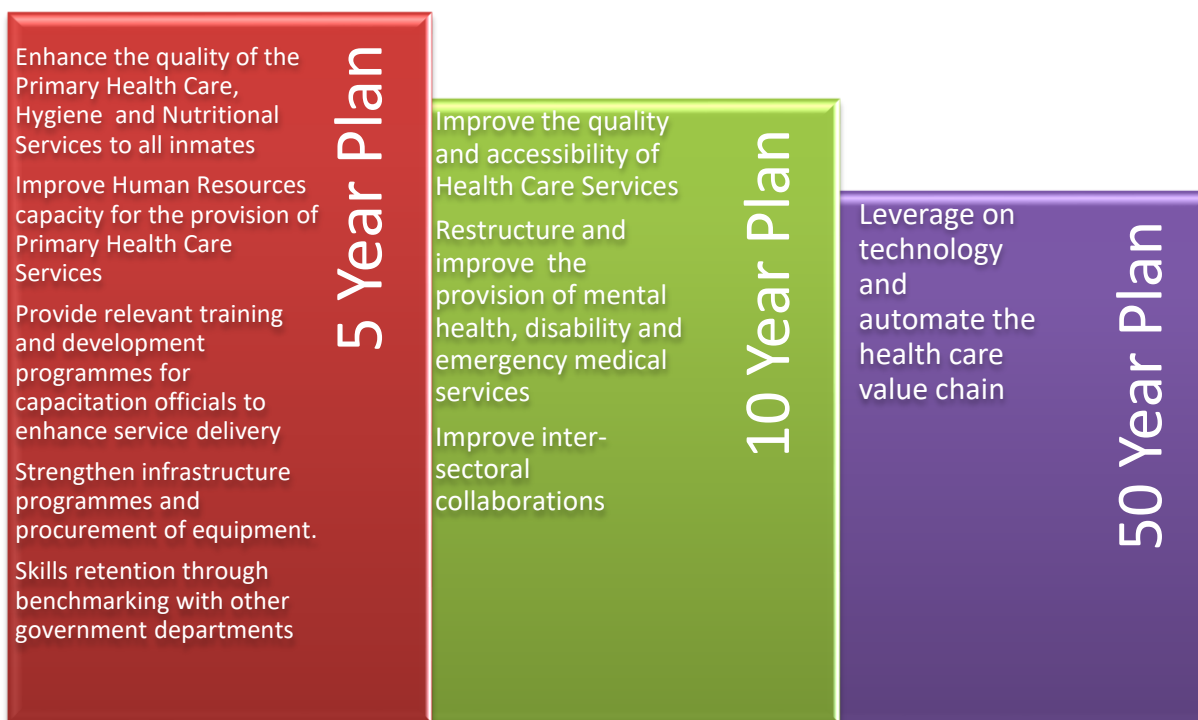 Enhance the quality of the
Primary Health Care,
Hygiene  and Nutritional
Services to all inmates
Improve Human Resources
capacity for the provision of
Primary Health Care
Services
Provide relevant training
and development
programmes for
capacitation officials to
enhance service delivery
Strengthen infrastructure
programmes and
procurement of equipment.
Skills retention through
benchmarking with other
government departments
5 Year Plan
Improve the quality
and accessibility of
Health Care Services
Restructure and
improve  the
provision of mental
health, disability and
emergency medical
services
Improve inter-
sectoral
collaborations
10 Year Plan
Leverage on
technology
and
automate the
health care
value chain
50 Year Plan